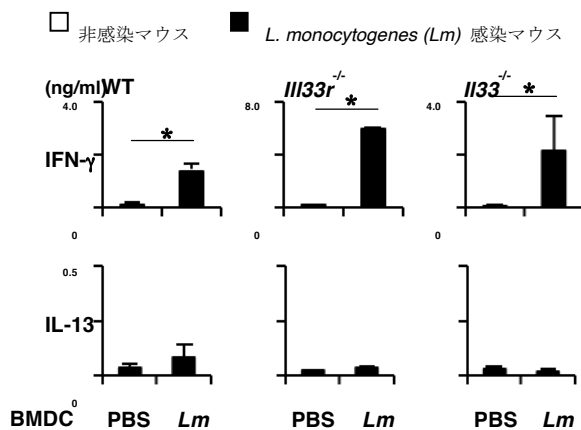 非感染マウス L. monocytogenes (Lm) 感染マウス
(ng/ml)WT Ill33r-/- Il33-/-
4.0 8.0 4.0
* * *
IFN-γ
0 0 0
0.5
IL-13
0
BMDC PBS Lm PBS Lm PBS Lm